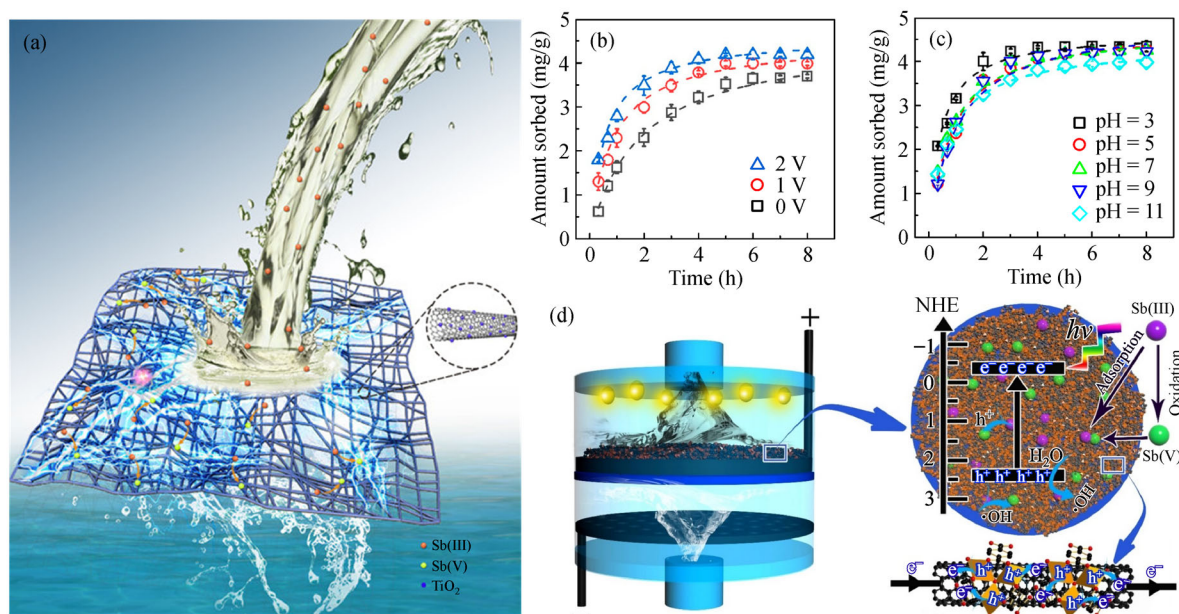 (a)
Sb(III)
Sb(V)
TiO₂
(b)
Amount sorbed (mg/g)
5
4
3
2
1
0
0
2
4
6
8
Time (h)
2 V
1 V
0 V
(c)
Amount sorbed (mg/g)
5
4
3
2
1
0
0
2
4
6
8
Time (h)
pH = 3
pH = 5
pH = 7
pH = 9
pH = 11
(d)
+
NHE
−1
0
1
2
3
hν
Sb(III)
Adsorption
Oxidation
Sb(V)
e⁻ e⁻ e⁻ e⁻
h⁺
H₂O
h⁺ h⁺ h⁺ h⁺
·OH
·OH
e⁻ e⁻ h⁺ h⁺ e⁻ h⁺ e⁻ h⁺ h⁺ e⁻ e⁻
e⁻ e⁻